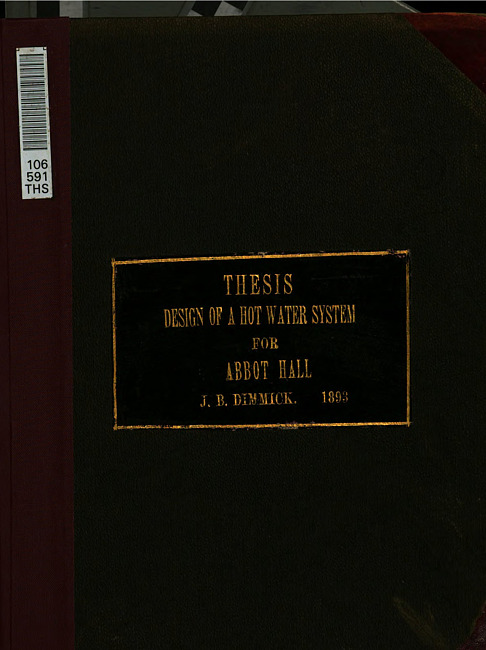 106
591
THS
THESIS
DESIGN OF A HOT WATER SYSTEM
FOR
ABBOT HALL
J. B. DIMMICK. 1893